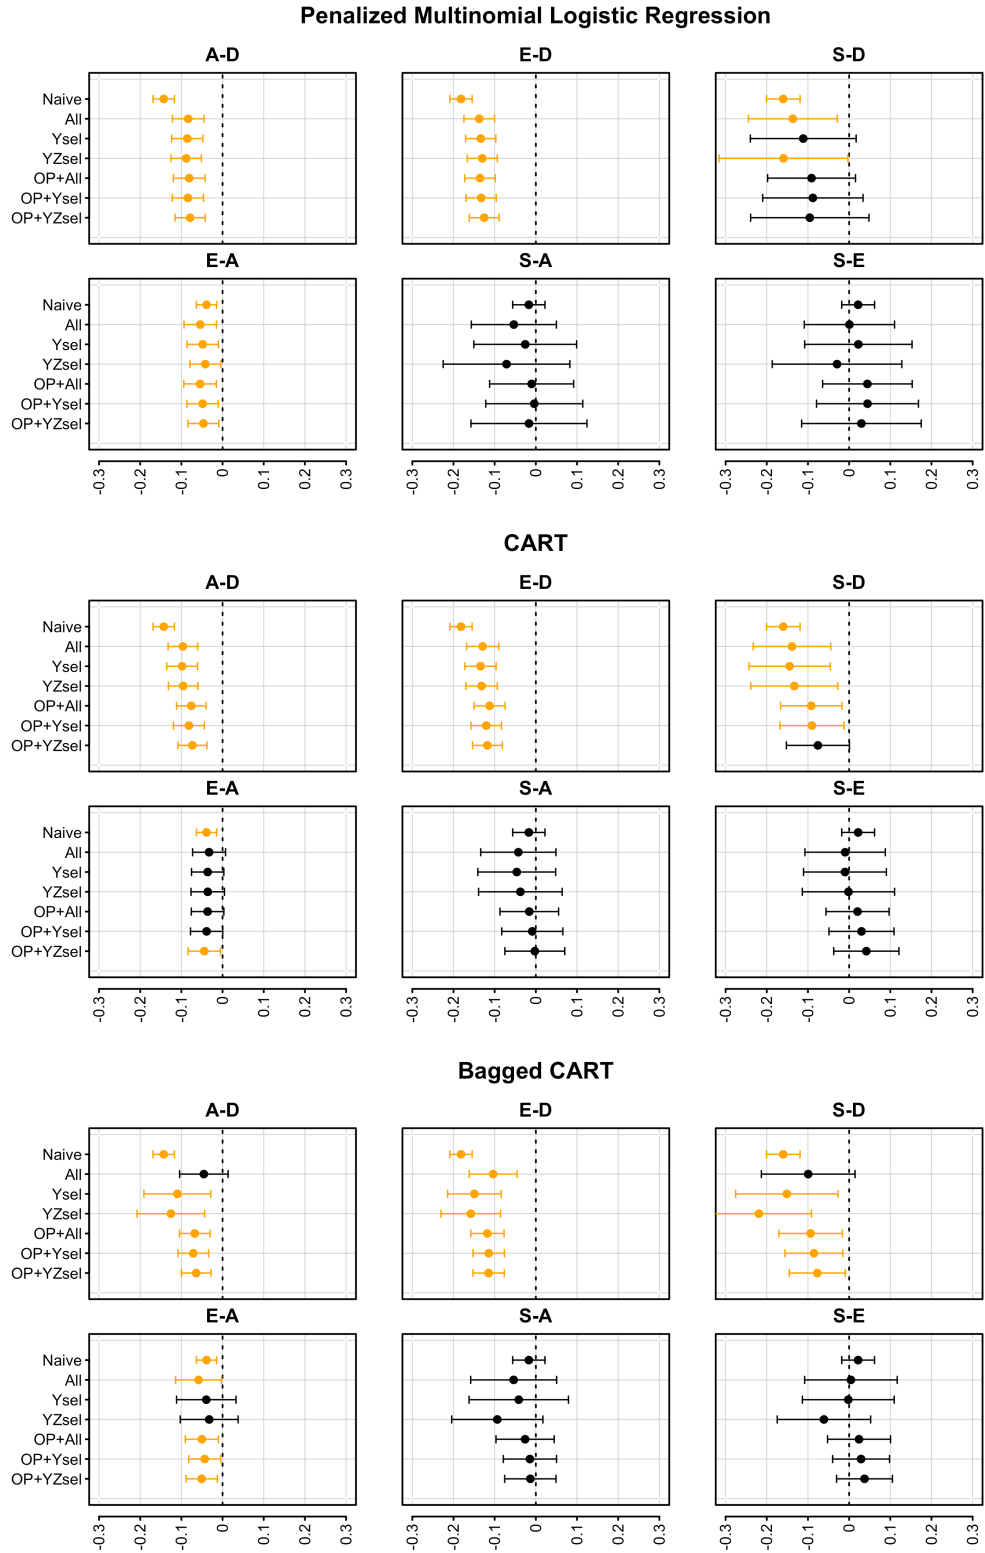 Penalized Multinomial Logistic Regression
A-D E-D S-D
Naive
All
Ysel
YZsel
OP+All
OP+Ysel
OP+YZsel
E-A S-A S-E
Naive
All
Ysel
YZsel
OP+All
OP+Ysel
OP+YZsel
-0.3 -0.2 -0.1 0 0.1 0.2 0.3 -0.3 -0.2 -0.1 0 0.1 0.2 0.3 -0.3 -0.2 -0.1 0 0.1 0.2 0.3
CART
A-D E-D S-D
Naive
All
Ysel
YZsel
OP+All
OP+Ysel
OP+YZsel
E-A S-A S-E
Naive
All
Ysel
YZsel
OP+All
OP+Ysel
OP+YZsel
-0.3 -0.2 -0.1 0 0.1 0.2 0.3 -0.3 -0.2 -0.1 0 0.1 0.2 0.3 -0.3 -0.2 -0.1 0 0.1 0.2 0.3
Bagged CART
A-D E-D S-D
Naive
All
Ysel
YZsel
OP+All
OP+Ysel
OP+YZsel
E-A S-A S-E
Naive
All
Ysel
YZsel
OP+All
OP+Ysel
OP+YZsel
-0.3 -0.2 -0.1 0 0.1 0.2 0.3 -0.3 -0.2 -0.1 0 0.1 0.2 0.3 -0.3 -0.2 -0.1 0 0.1 0.2 0.3